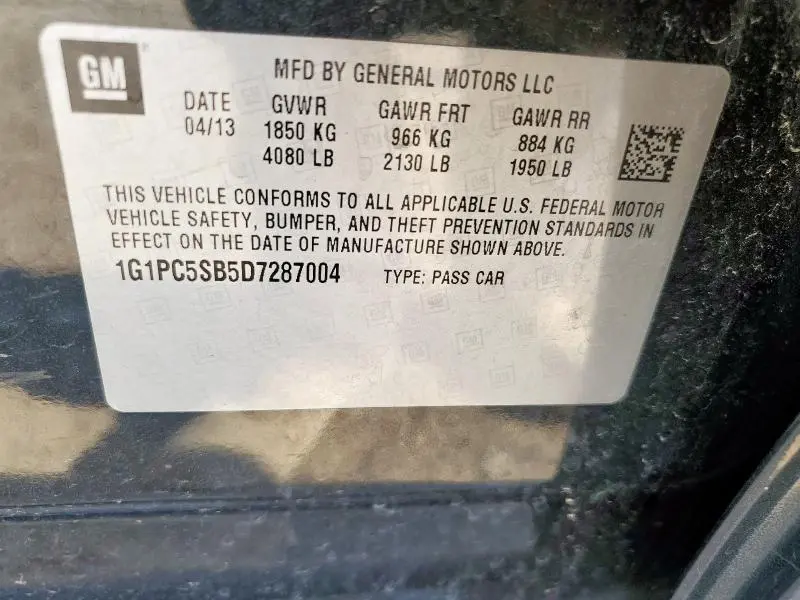 GM
MFD BY GENERAL MOTORS LLC
DATE GVWR GAWR FRT GAWR RR
04/13 1850 KG 966 KG 884 KG
4080 LB 2130 LB 1950 LB
THIS VEHICLE CONFORMS TO ALL APPLICABLE U.S. FEDERAL MOTOR
VEHICLE SAFETY, BUMPER, AND THEFT PREVENTION STANDARDS IN
EFFECT ON THE DATE OF MANUFACTURE SHOWN ABOVE.
1G1PC5SB5D7287004 TYPE: PASS CAR